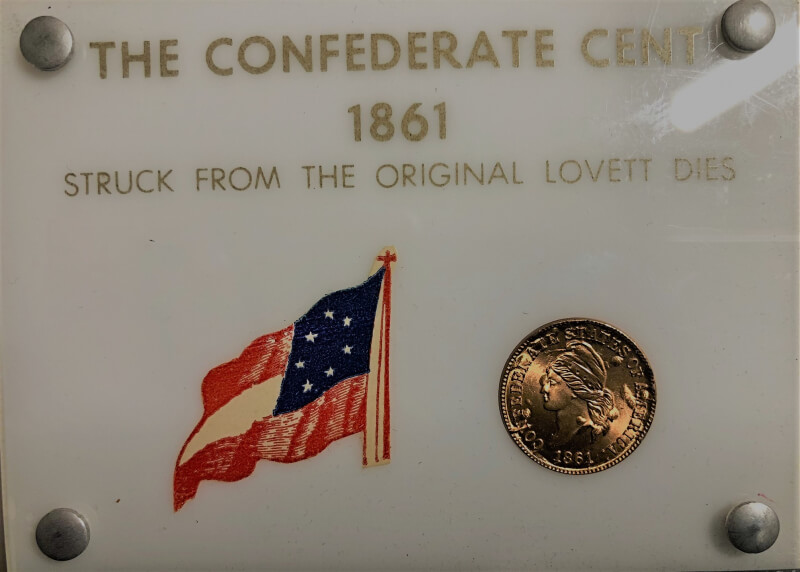 THE CONFEDERATE CENT
1861
STRUCK FROM THE ORIGINAL LOVETT DIES
CONFEDERATE STATES OF AMERICA
1861